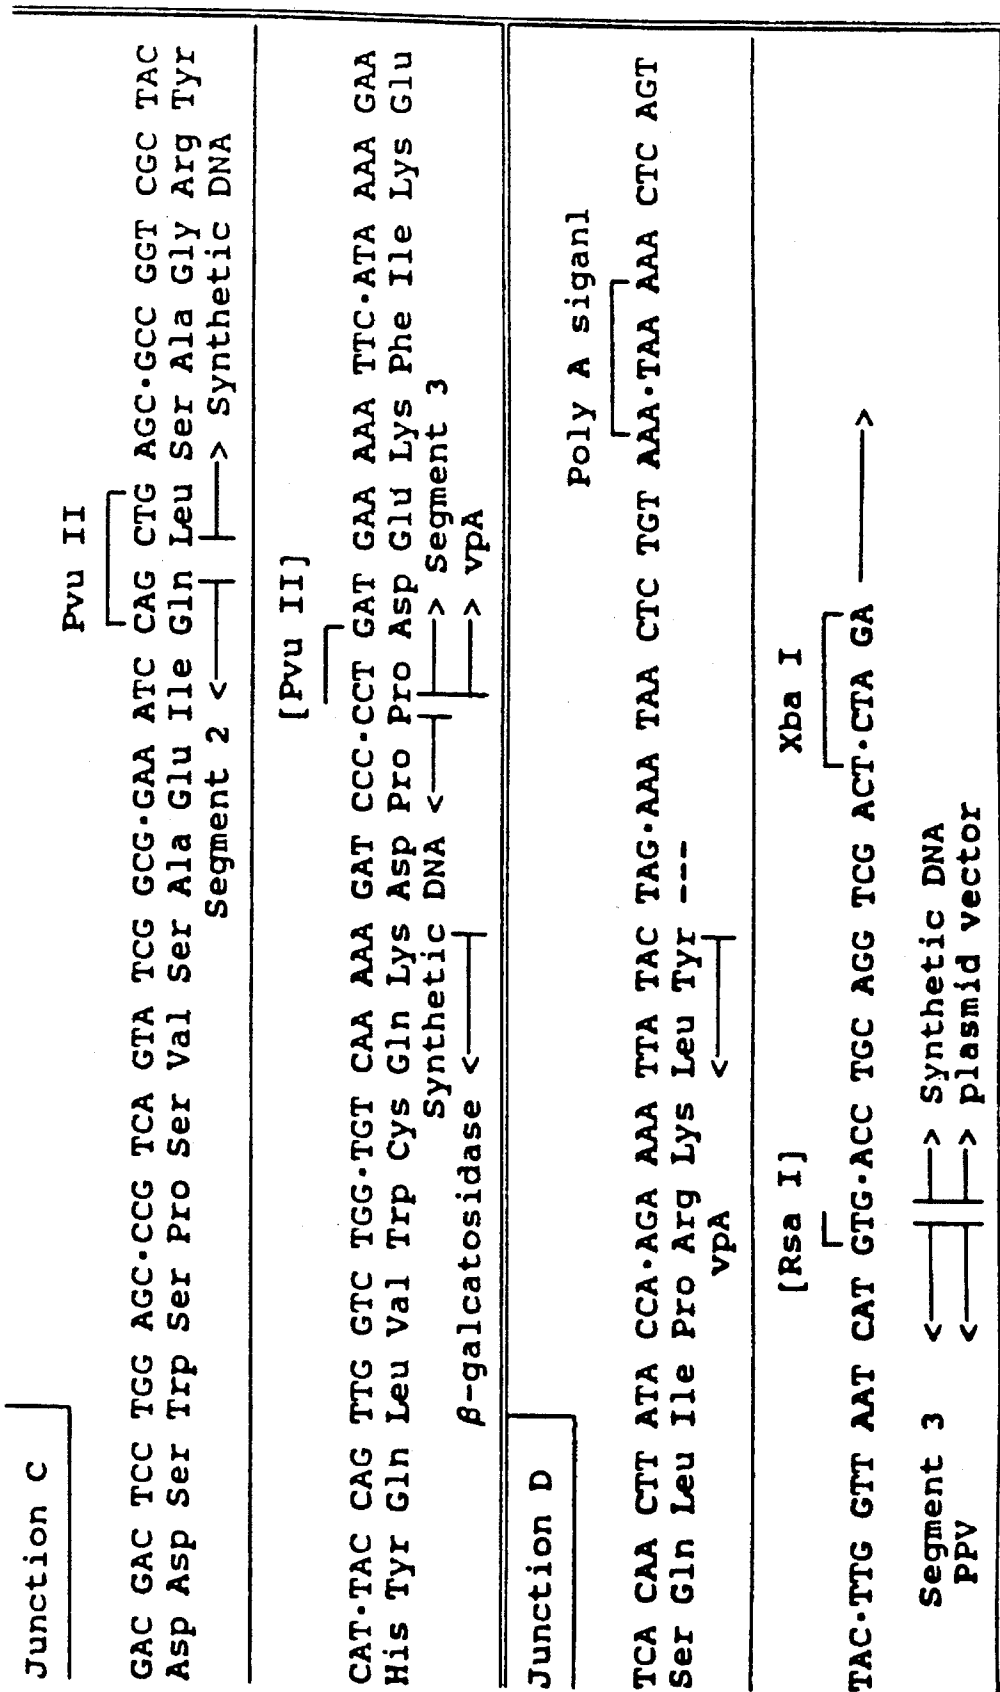 Junction C
Pvu II
GAC GAC TCC TGG AGC·CCG TCA GTA TCG GCG·GAA ATC CAG CTG AGC·GCC GGT CGC TAC
Asp Asp Ser Trp Ser Pro Ser Val Ser Ala Glu Ile Gln Leu Ser Ala Gly Arg Tyr
Segment 2 <——| |——> Synthetic DNA
[Pvu II]
CAT·TAC CAG TTG GTC TGG·TGT CAA AAA GAT CCC·CCT GAT GAA AAA TTC·ATA AAA GAA
His Tyr Gln Leu Val Trp Cys Gln Lys Asp Pro Pro Asp Glu Lys Phe Ile Lys Glu
Synthetic DNA <——| |——> Segment 3
β-galcatosidase <——| |——> vpA
Junction D
Poly A siganl
TCA CAA CTT ATA CCA·AGA AAA TTA TAC TAG·AAA TAA CTC TGT AAA·TAA AAA CTC AGT
Ser Gln Leu Ile Pro Arg Lys Leu Tyr ---
vpA <——|
[Rsa I] Xba I
TAC·TTG GTT AAT CAT GTG·ACC TGC AGG TCG ACT·CTA GA ——>
Segment 3 <——| |——> Synthetic DNA
PPV <——| |——> plasmid vector